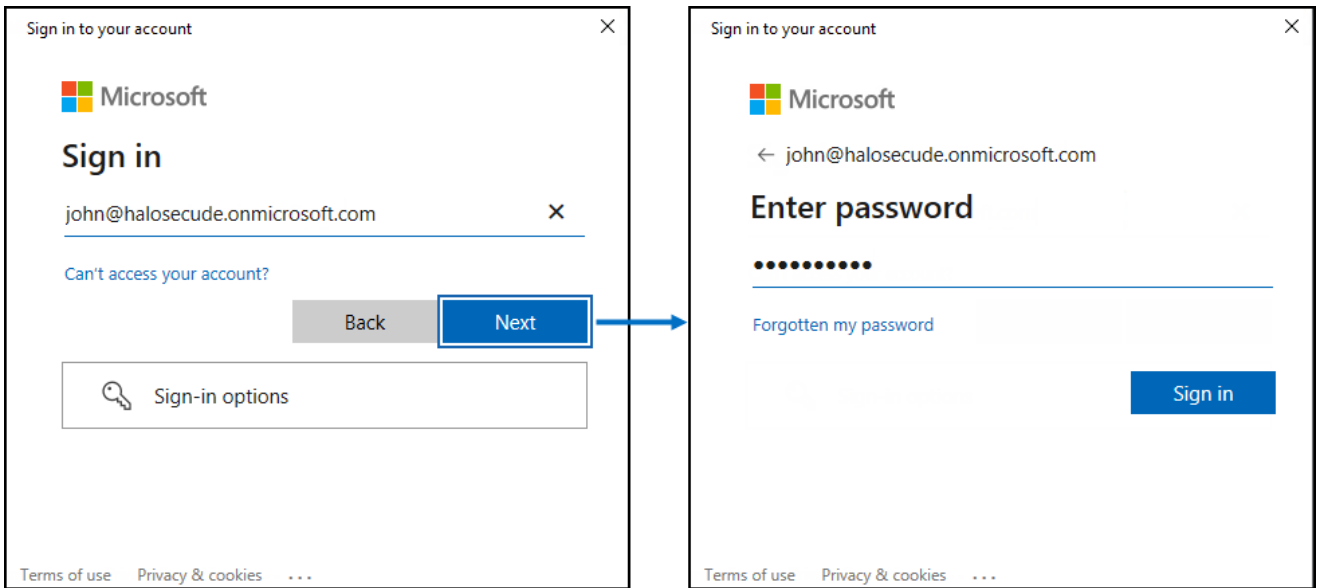 Sign in to your account
Microsoft
Sign in
john@halosecude.onmicrosoft.com
Can't access your account?
Back Next
Sign-in options
Terms of use Privacy & cookies ...
Sign in to your account
Microsoft
john@halosecude.onmicrosoft.com
Enter password
Forgotten my password
Sign in
Terms of use Privacy & cookies ...